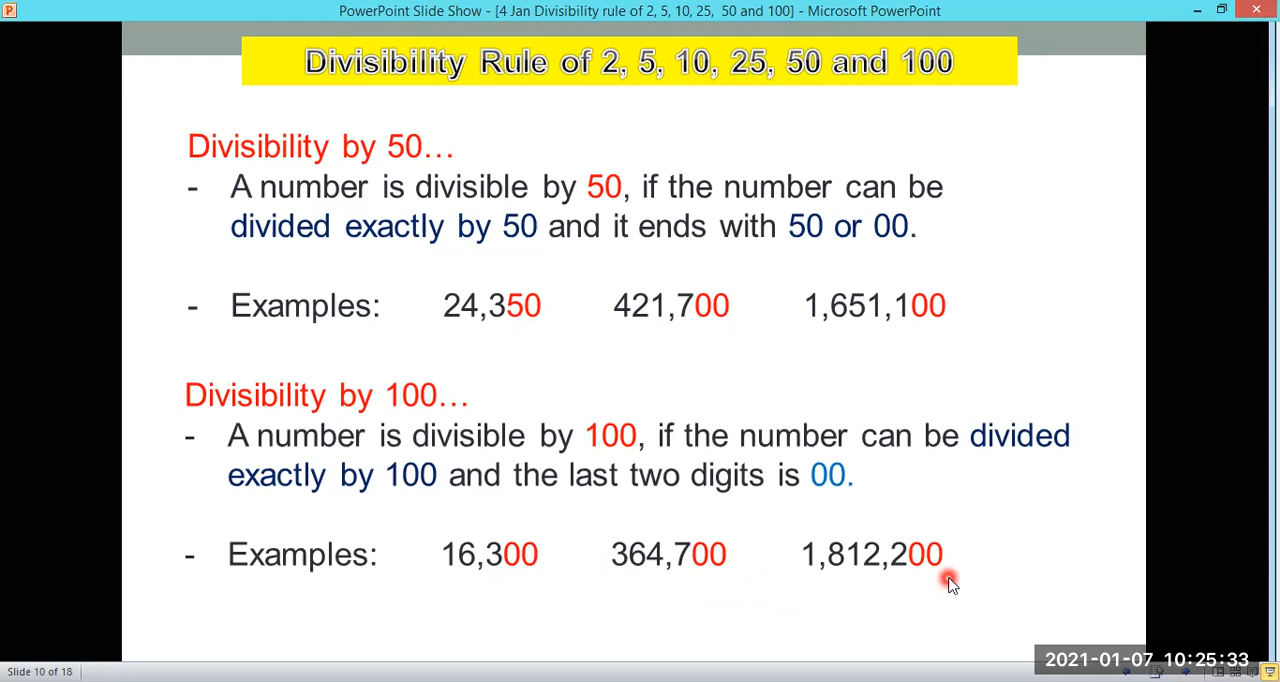 PowerPoint Slide Show - [4 Jan Divisibility rule of 2, 5, 10, 25,  50 and 100] - Microsoft PowerPoint
Divisibility Rule of 2, 5, 10, 25, 50 and 100
Divisibility by 50…
- A number is divisible by 50, if the number can be
divided exactly by 50 and it ends with 50 or 00.
- Examples: 24,350 421,700 1,651,100
Divisibility by 100…
- A number is divisible by 100, if the number can be divided
exactly by 100 and the last two digits is 00.
- Examples: 16,300 364,700 1,812,200
2021-01-07 10:25:33
Slide 10 of 18